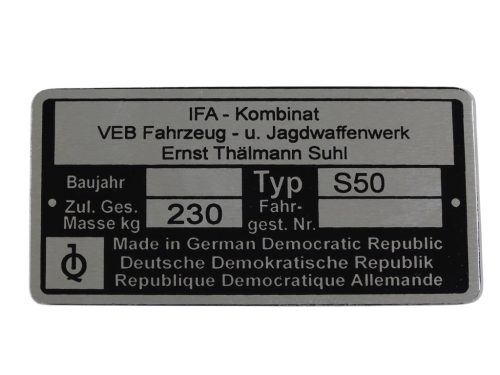 IFA - Kombinat
VEB Fahrzeug - u. Jagdwaffenwerk
Ernst Thälmann Suhl
Baujahr Typ S50
Zul. Ges. Masse kg 230 Fahr- gest. Nr.
Made in German Democratic Republic
Deutsche Demokratische Republik
Republique Democratique Allemande